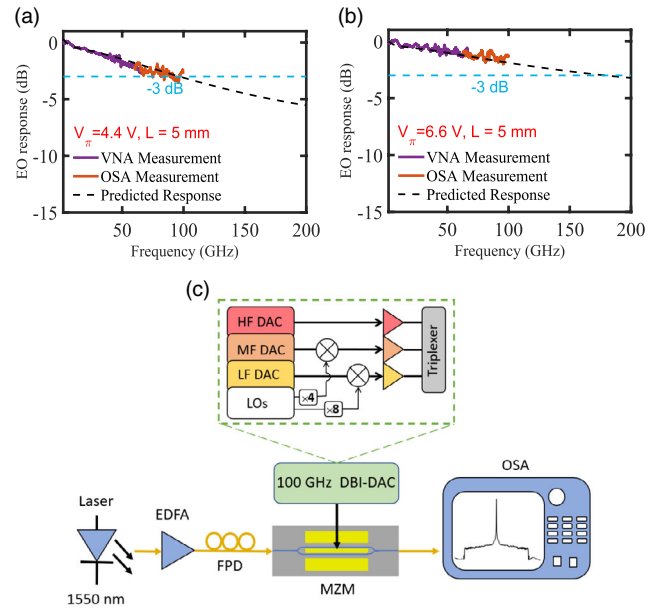 (a)
0
-5
-10
-15
EO response (dB)
-3 dB
Vπ=4.4 V, L = 5 mm
VNA Measurement
OSA Measurement
Predicted Response
50 100 150 200
Frequency (GHz)
(b)
0
-5
-10
-15
EO response (dB)
-3 dB
Vπ=6.6 V, L = 5 mm
VNA Measurement
OSA Measurement
Predicted Response
50 100 150 200
Frequency (GHz)
(c)
HF DAC
MF DAC
LF DAC
LOs
×4
×8
Triplexer
100 GHz DBI-DAC
OSA
Laser
EDFA
FPD
MZM
1550 nm